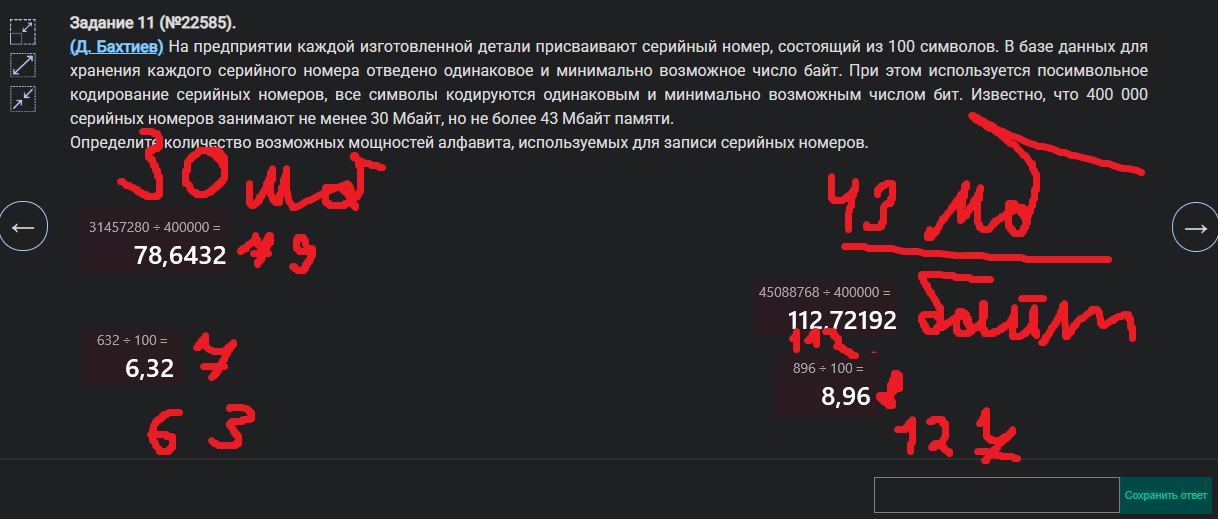 Задание 11 (№22585).
(Д. Бахтиев) На предприятии каждой изготовленной детали присваивают серийный номер, состоящий из 100 символов. В базе данных для
хранения каждого серийного номера отведено одинаковое и минимально возможное число байт. При этом используется посимвольное
кодирование серийных номеров, все символы кодируются одинаковым и минимально возможным числом бит. Известно, что 400 000
серийных номеров занимают не менее 30 Мбайт, но не более 43 Мбайт памяти.
Определите количество возможных мощностей алфавита, используемых для записи серийных номеров.
30 мб
43 мб
31457280 ÷ 400000 =
78,6432 79
байт
45088768 ÷ 400000 =
112,72192
112
632 ÷ 100 =
6,32 7
896 ÷ 100 =
8,96 8
63
127
Сохранить ответ